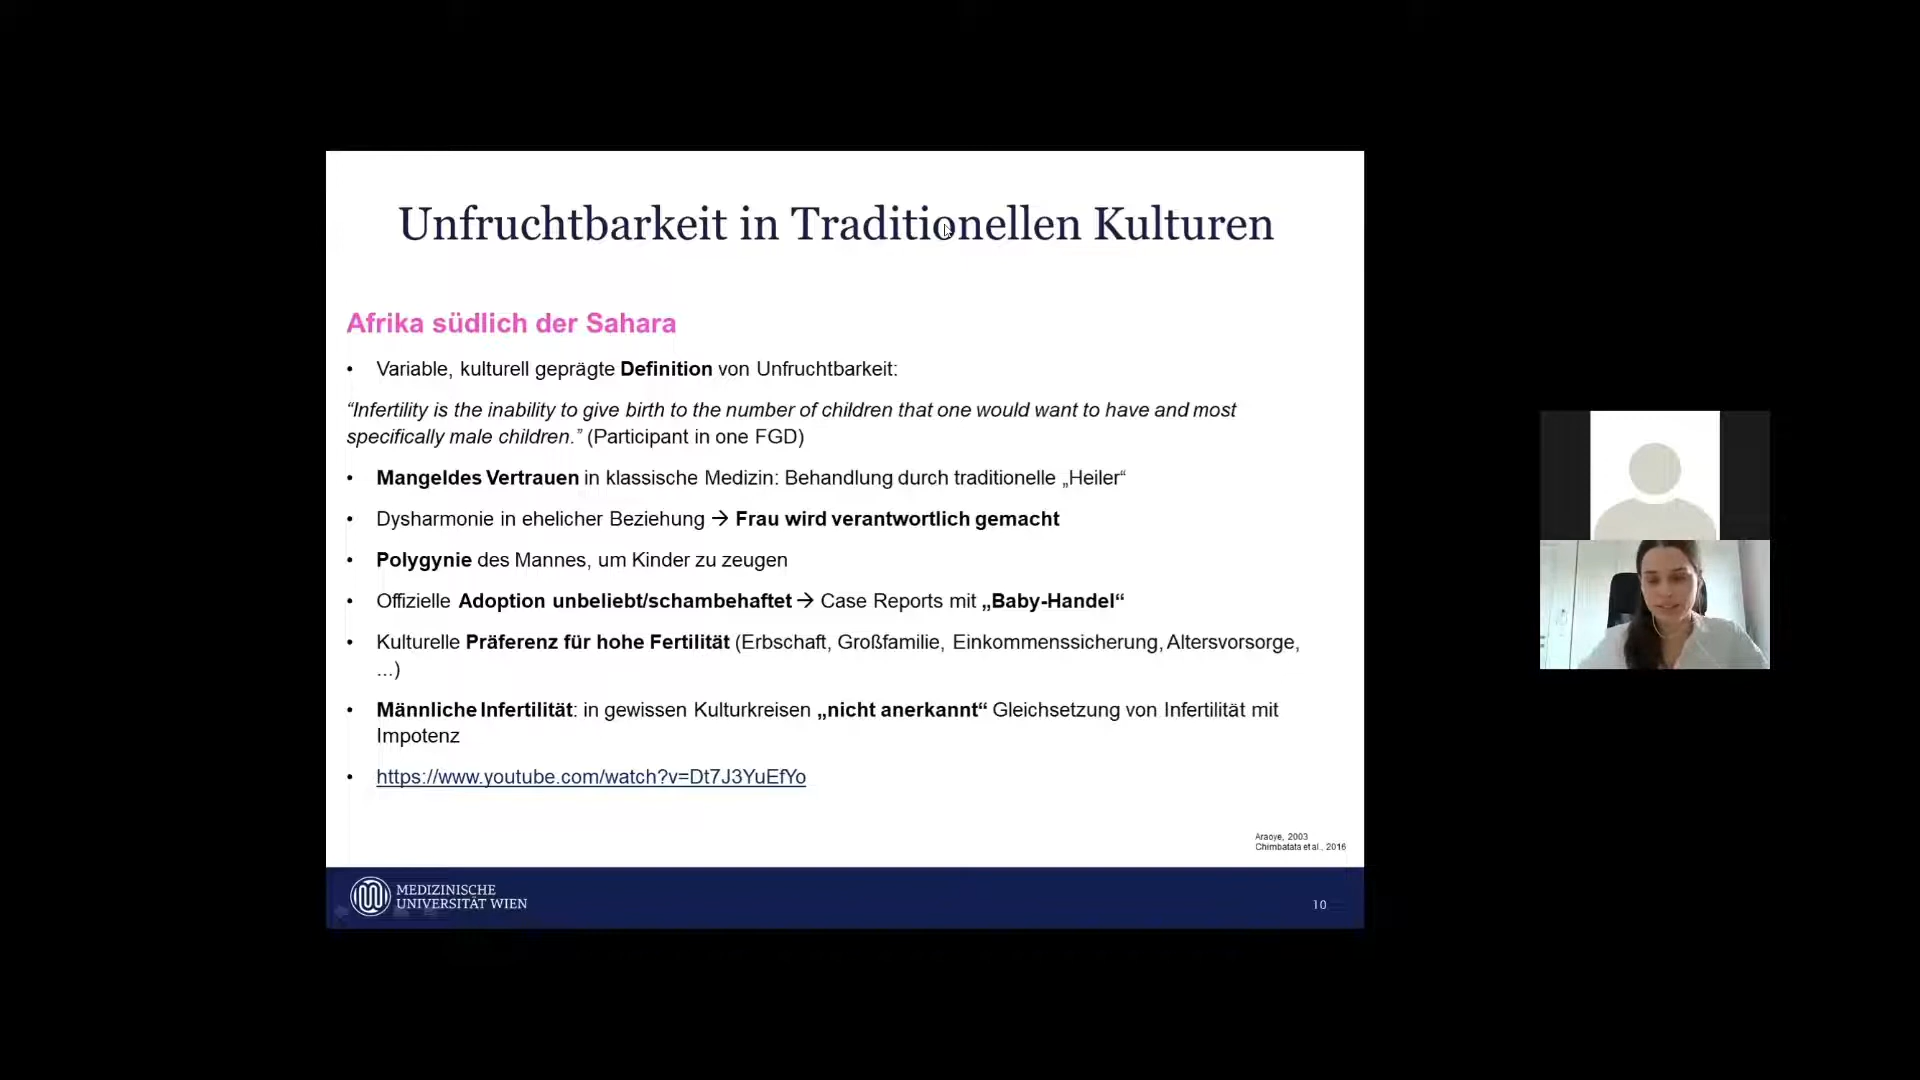 Unfruchtbarkeit in Traditionellen Kulturen
Afrika südlich der Sahara
• Variable, kulturell geprägte Definition von Unfruchtbarkeit:
“Infertility is the inability to give birth to the number of children that one would want to have and most
specifically male children.” (Participant in one FGD)
• Mangeldes Vertrauen in klassische Medizin: Behandlung durch traditionelle „Heiler“
• Dysharmonie in ehelicher Beziehung → Frau wird verantwortlich gemacht
• Polygynie des Mannes, um Kinder zu zeugen
• Offizielle Adoption unbeliebt/schambehaftet → Case Reports mit „Baby-Handel“
• Kulturelle Präferenz für hohe Fertilität (Erbschaft, Großfamilie, Einkommenssicherung, Altersvorsorge,
...)
• Männliche Infertilität: in gewissen Kulturkreisen „nicht anerkannt“ Gleichsetzung von Infertilität mit
Impotenz
• https://www.youtube.com/watch?v=Dt7J3YuEfYo
Araoye, 2003
Chimbatata et al., 2016
MEDIZINISCHE
UNIVERSITÄT WIEN
10